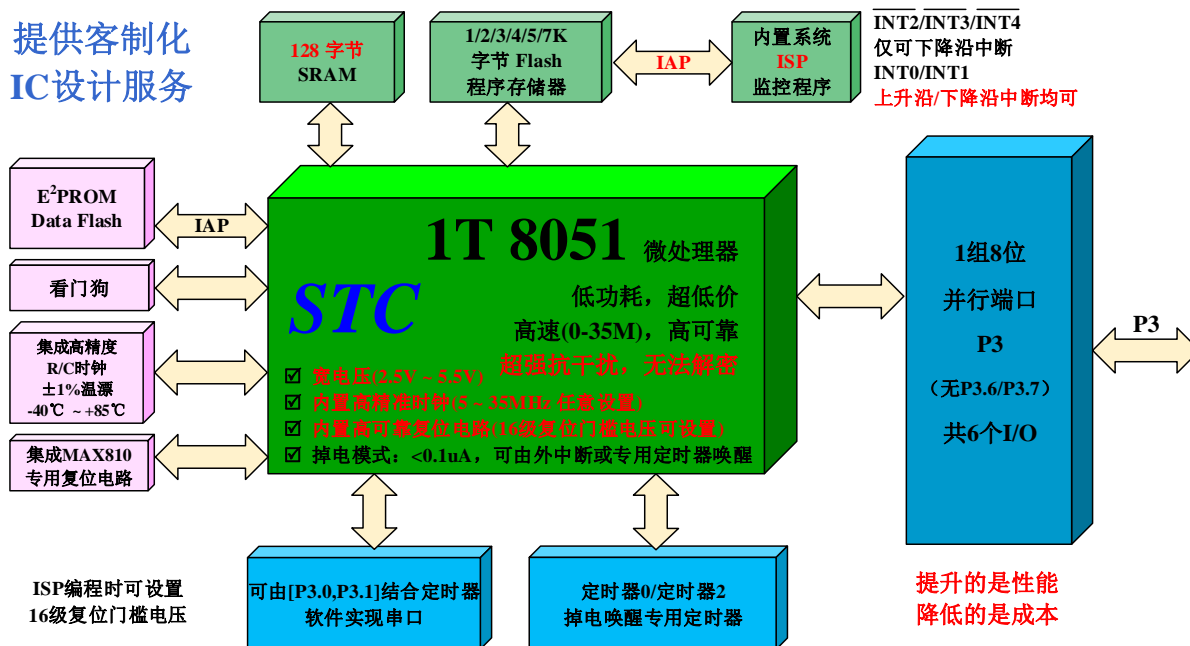 提供客制化
IC设计服务
128 字节
SRAM
1/2/3/4/5/7K
字节 Flash
程序存储器
IAP
内置系统
ISP
监控程序
INT2/INT3/INT4
仅可下降沿中断
INT0/INT1
上升沿/下降沿中断均可
E²PROM
Data Flash
IAP
看门狗
集成高精度
R/C时钟
±1%温漂
-40℃ ~ +85℃
集成MAX810
专用复位电路
1T 8051 微处理器
STC
低功耗，超低价
高速(0-35M)，高可靠
超强抗干扰，无法解密
☑ 宽电压(2.5V ~ 5.5V)
☑ 内置高精准时钟(5 ~ 35MHz 任意设置)
☑ 内置高可靠复位电路(16级复位门槛电压可设置)
☑ 掉电模式：<0.1uA，可由外中断或专用定时器唤醒
1组8位
并行端口
P3
（无P3.6/P3.7）
共6个I/O
P3
ISP编程时可设置
16级复位门槛电压
可由[P3.0,P3.1]结合定时器
软件实现串口
定时器0/定时器2
掉电唤醒专用定时器
提升的是性能
降低的是成本